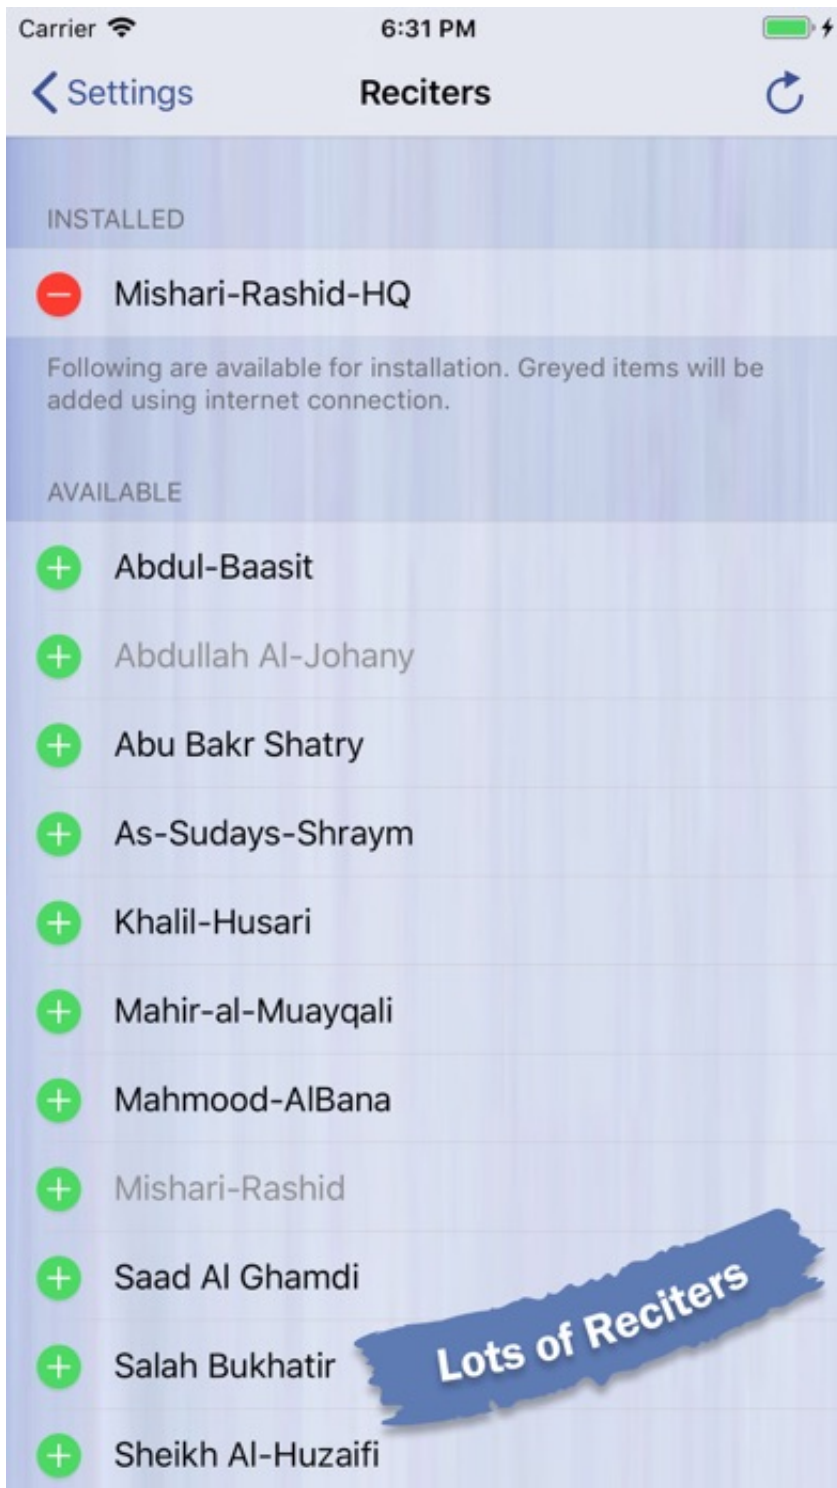 Carrier 6:31 PM
Settings Reciters
INSTALLED
Mishari-Rashid-HQ
Following are available for installation. Greyed items will be
added using internet connection.
AVAILABLE
Abdul-Baasit
Abdullah Al-Johany
Abu Bakr Shatry
As-Sudays-Shraym
Khalil-Husari
Mahir-al-Muayqali
Mahmood-AlBana
Mishari-Rashid
Saad Al Ghamdi
Lots of Reciters
Salah Bukhatir
Sheikh Al-Huzaifi